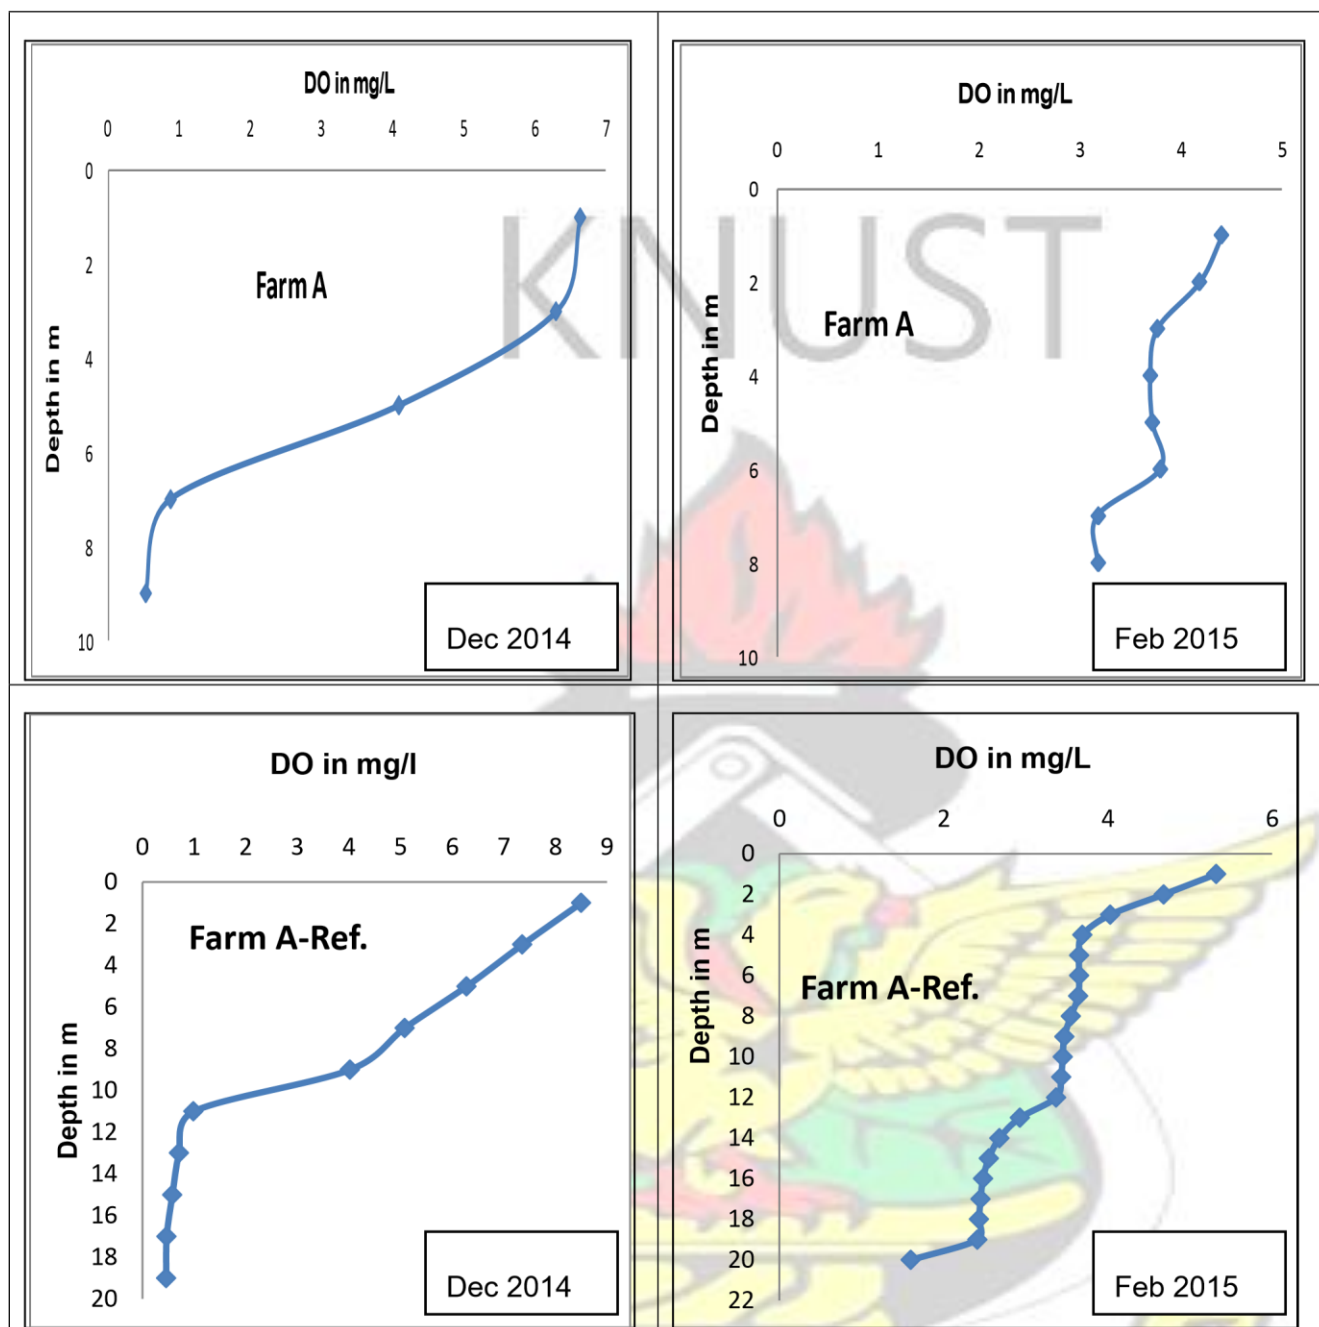 DO in mg/L
0 1 2 3 4 5 6 7
0
2
4
6
8
10
Depth in m
Farm A
Dec 2014
DO in mg/L
0 1 2 3 4 5
0
2
4
6
8
10
Depth in m
Farm A
Feb 2015
KNUST
DO in mg/l
0 1 2 3 4 5 6 7 8 9
0
2
4
6
8
10
12
14
16
18
20
Depth in m
Farm A-Ref.
Dec 2014
DO in mg/L
0 2 4 6
0
2
4
6
8
10
12
14
16
18
20
22
Depth in m
Farm A-Ref.
Feb 2015